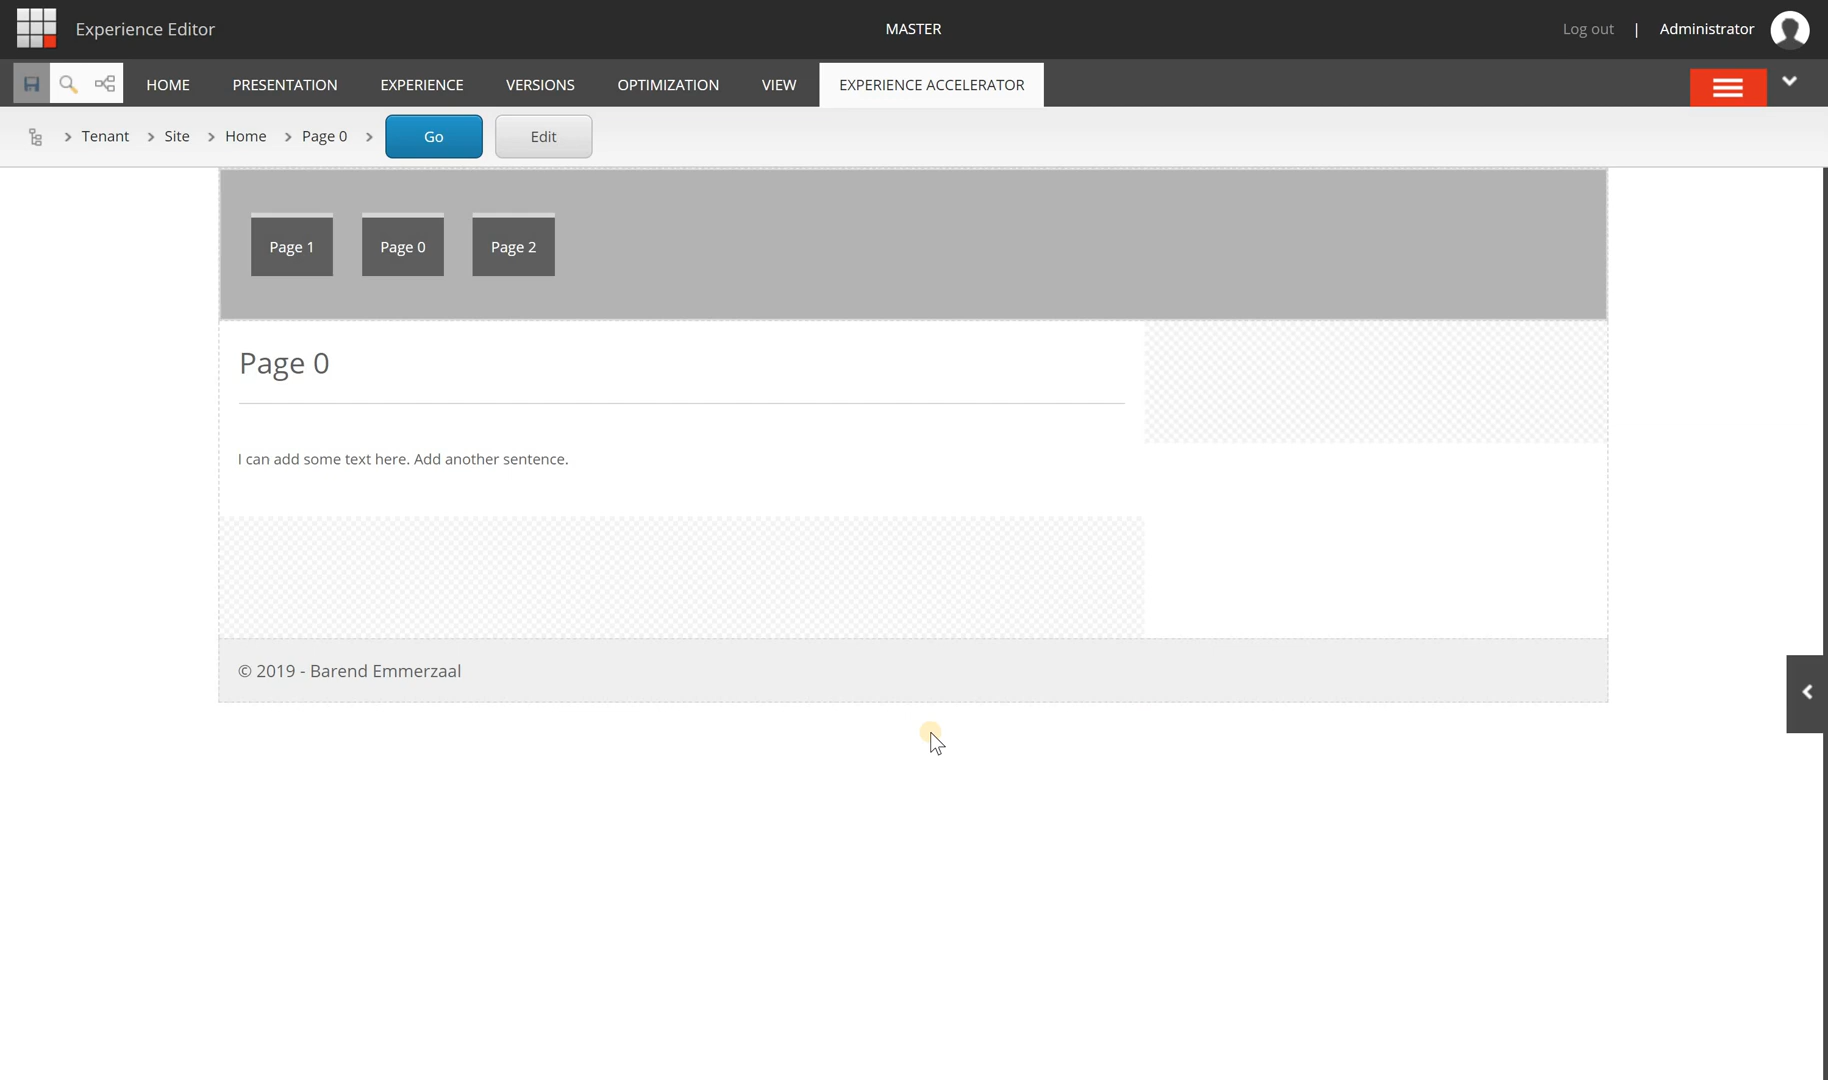 Experience Editor MASTER Log out | Administrator
HOME PRESENTATION EXPERIENCE VERSIONS OPTIMIZATION VIEW EXPERIENCE ACCELERATOR
Tenant Site Home Page 0 Go Edit
Page 1 Page 0 Page 2
Page 0
I can add some text here. Add another sentence.
© 2019 - Barend Emmerzaal